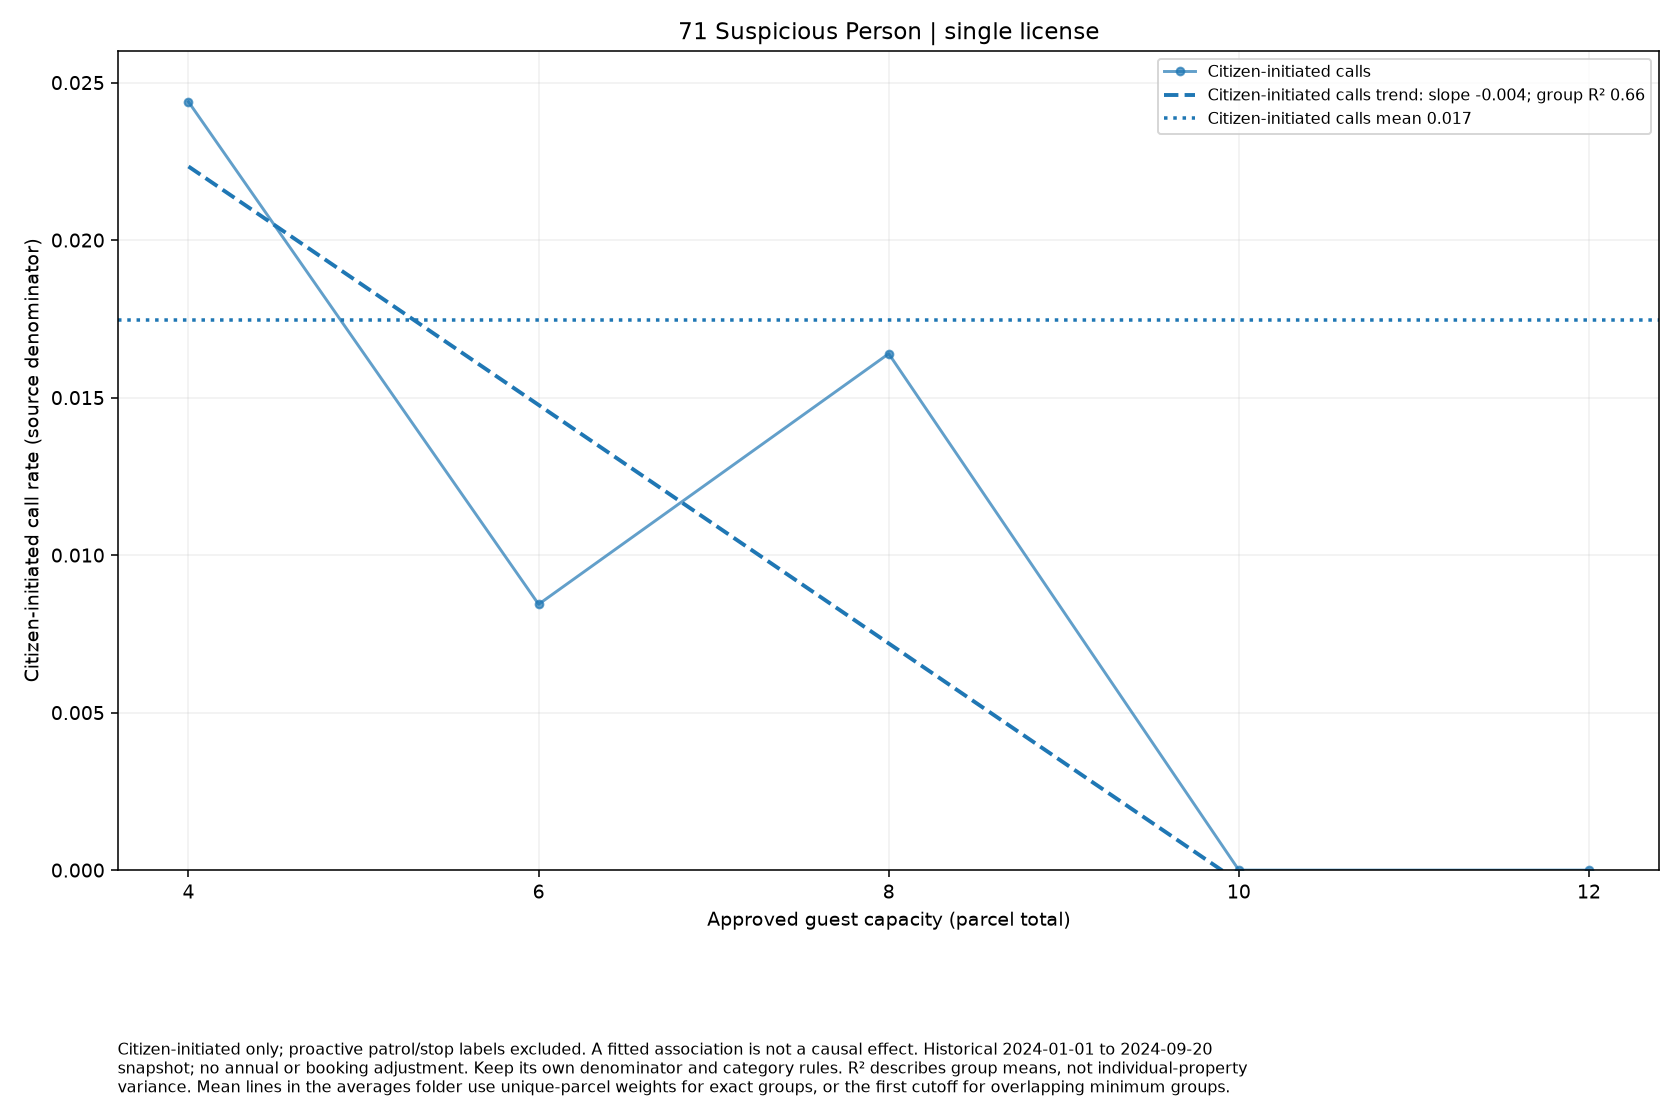 71 Suspicious Person | single license
Citizen-initiated calls
Citizen-initiated calls trend: slope -0.004; group R² 0.66
Citizen-initiated calls mean 0.017
Citizen-initiated call rate (source denominator)
0.025
0.020
0.015
0.010
0.005
0.000
4 6 8 10 12
Approved guest capacity (parcel total)
Citizen-initiated only; proactive patrol/stop labels excluded. A fitted association is not a causal effect. Historical 2024-01-01 to 2024-09-20
snapshot; no annual or booking adjustment. Keep its own denominator and category rules. R² describes group means, not individual-property
variance. Mean lines in the averages folder use unique-parcel weights for exact groups, or the first cutoff for overlapping minimum groups.